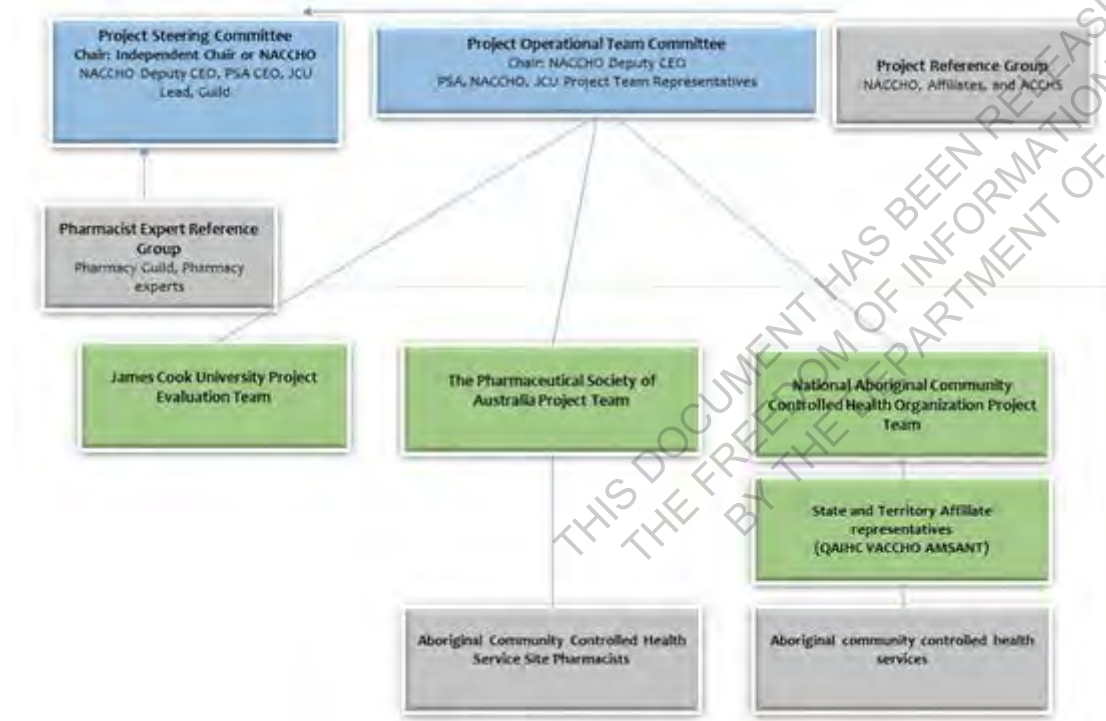 Project Steering Committee
Chair: Independent Chair or NACCHO
NACCHO Deputy CEO, PSA CEO, JCU
Lead, Guild
Project Operational Team Committee
Chair: NACCHO Deputy CEO
PSA, NACCHO, JCU Project Team Representatives
Project Reference Group
NACCHO, Affiliates, and ACCHS
Pharmacist Expert Reference
Group
Pharmacy Guild, Pharmacy
experts
James Cook University Project
Evaluation Team
The Pharmaceutical Society of
Australia Project Team
National Aboriginal Community
Controlled Health Organization Project
Team
State and Territory Affiliate
representatives
(QAIHC VACCHO AMSANT)
Aboriginal Community Controlled Health
Service Site Pharmacists
Aboriginal community controlled health
services
THIS DOCUMENT HAS BEEN
THE FREEDOM OF INFORMATION
BY THE DEPARTMENT OF